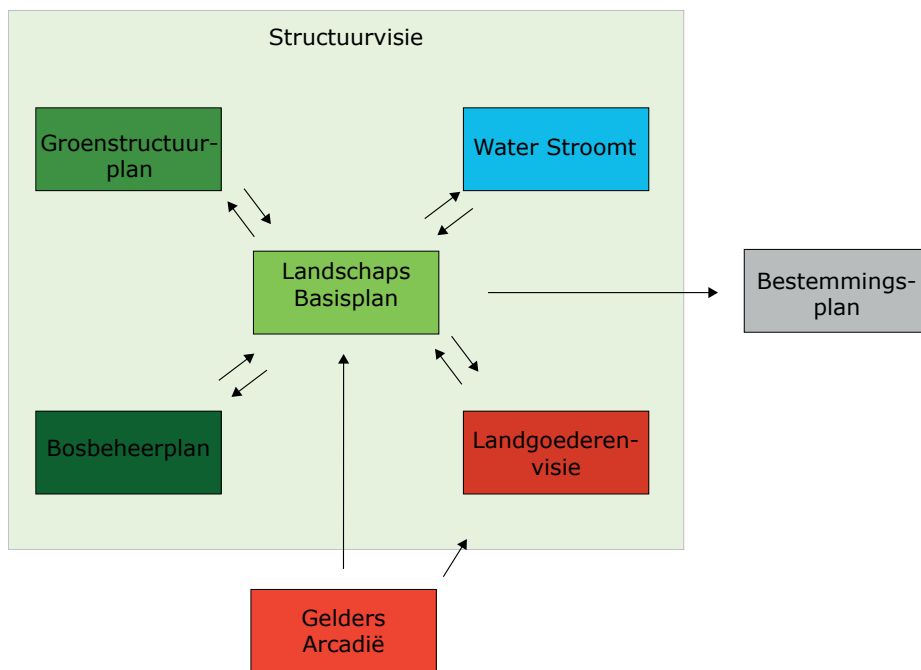 Structuurvisie
Groenstructuur-
plan
Water Stroomt
Landschaps
Basisplan
Bestemmings-
plan
Bosbeheerplan
Landgoederen-
visie
Gelders
Arcadië